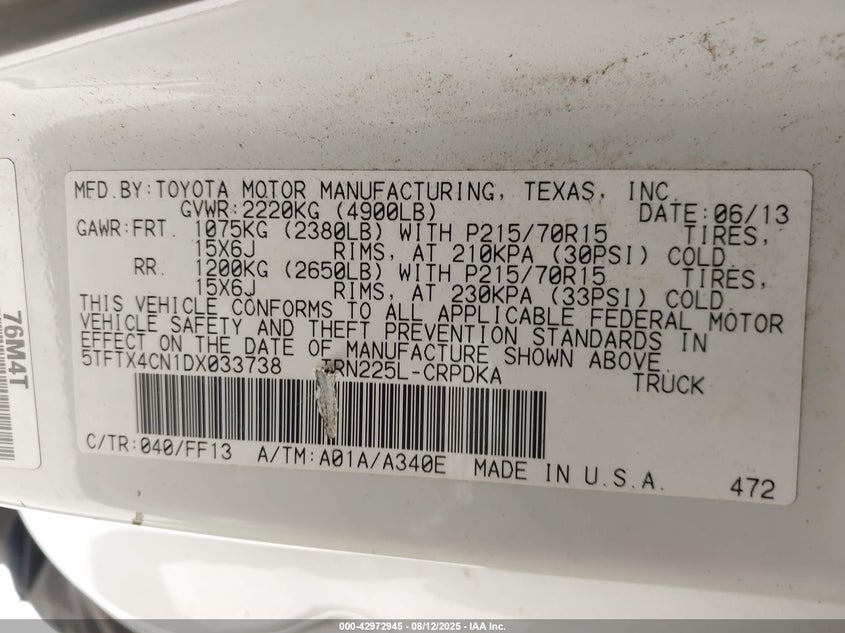 MFD. BY: TOYOTA MOTOR MANUFACTURING, TEXAS, INC.
GVWR: 2220KG (4900LB) DATE: 06/13
GAWR: FRT. 1075KG (2380LB) WITH P215/70R15 TIRES,
15X6J RIMS, AT 210KPA (30PSI) COLD
RR. 1200KG (2650LB) WITH P215/70R15 TIRES,
15X6J RIMS, AT 230KPA (33PSI) COLD
THIS VEHICLE CONFORMS TO ALL APPLICABLE FEDERAL MOTOR
VEHICLE SAFETY AND THEFT PREVENTION STANDARDS IN
EFFECT ON THE DATE OF MANUFACTURE SHOWN ABOVE.
5TFTX4CN1DX033738 TRN225L-CRPDKA TRUCK
C/TR: 040/FF13 A/TM: A01A/A340E MADE IN U.S.A.
472
76M4T
000-42972945 - 08/12/2025 - IAA Inc.